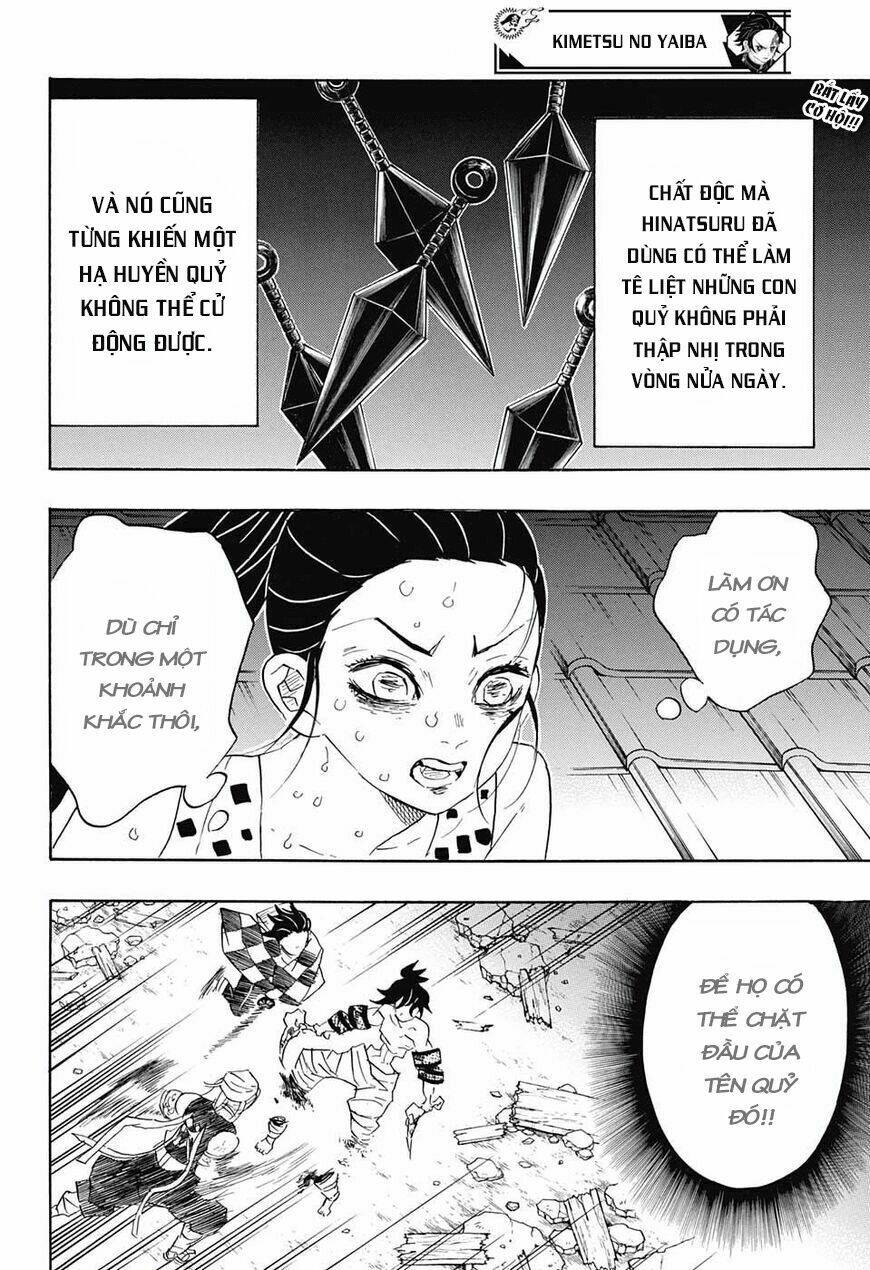 KIMETSU NO YAIBA
BẮT LẤY
CƠ HỘI!!!
CHẤT ĐỘC MÀ
HINATSURU ĐÃ
DÙNG CÓ THỂ LÀM
TÊ LIỆT NHỮNG CON
QUỶ KHÔNG PHẢI
THẬP NHỊ TRONG
VÒNG NỬA NGÀY.
VÀ NÓ CŨNG
TỪNG KHIẾN MỘT
HẠ HUYỀN QUỶ
KHÔNG THỂ CỬ
ĐỘNG ĐƯỢC.
LÀM ƠN
CÓ TÁC
DỤNG,
DÙ CHỈ
TRONG MỘT
KHOẢNH
KHẮC THÔI,
ĐỂ HỌ CÓ
THỂ CHẶT
ĐẦU CỦA
TÊN QUỶ
ĐÓ!!